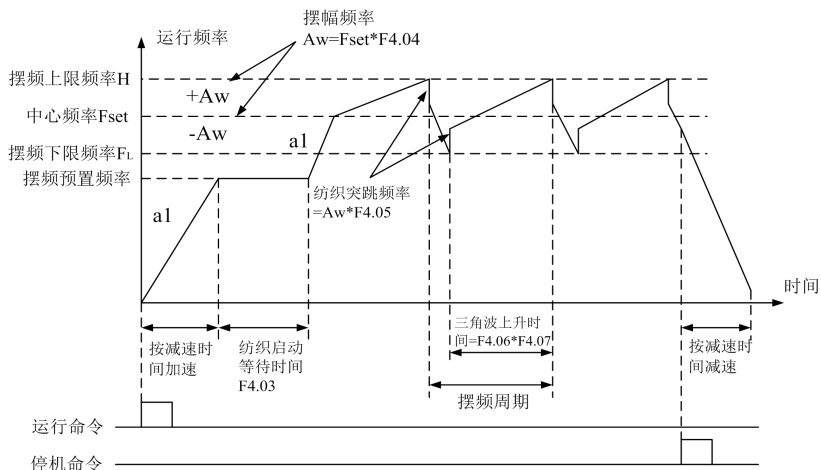 摆幅频率
Aw=Fset*F4.04
运行频率
摆频上限频率H
+Aw
中心频率Fset
-Aw
a1
摆频下限频率FL
摆频预置频率
纺织突跳频率
=Aw*F4.05
a1
时间
三角波上升时
间=F4.06*F4.07
按减速时
间加速
纺织启动
等待时间
F4.03
按减速时
间减速
摆频周期
运行命令
停机命令